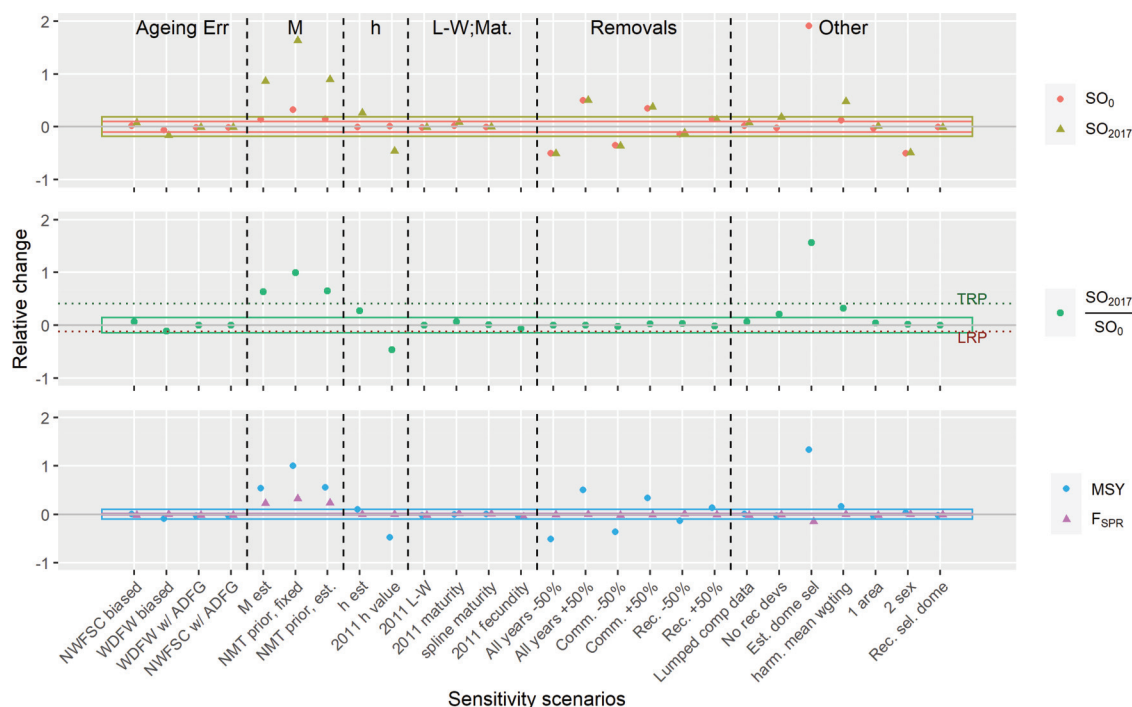 Ageing Err M h L-W;Mat. Removals Other
2
1
0
-1
SO0
SO2017
Relative change
2
1
0
-1
TRP
LRP
SO2017
SO0
2
1
0
-1
MSY
FSPR
NWFSC biased
WDFW biased
WDFW w/ ADFG
NWFSC w/ ADFG
M est
NMT prior, fixed
NMT prior, est.
h est
2011 h value
2011 L-W
2011 maturity
spline maturity
2011 fecundity
All years -50%
All years +50%
Comm. -50%
Comm. +50%
Rec. -50%
Rec. +50%
Lumped comp data
No rec devs
Est. dome sel
harm. mean wgting
1 area
2 sex
Rec. sel. dome
Sensitivity scenarios